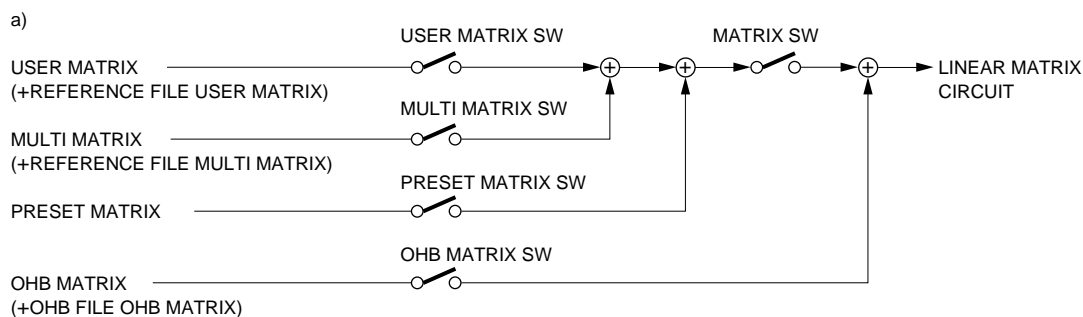 a)
USER MATRIX SW
MATRIX SW
USER MATRIX
(+REFERENCE FILE USER MATRIX)
LINEAR MATRIX
CIRCUIT
MULTI MATRIX SW
MULTI MATRIX
(+REFERENCE FILE MULTI MATRIX)
PRESET MATRIX SW
PRESET MATRIX
OHB MATRIX SW
OHB MATRIX
(+OHB FILE OHB MATRIX)